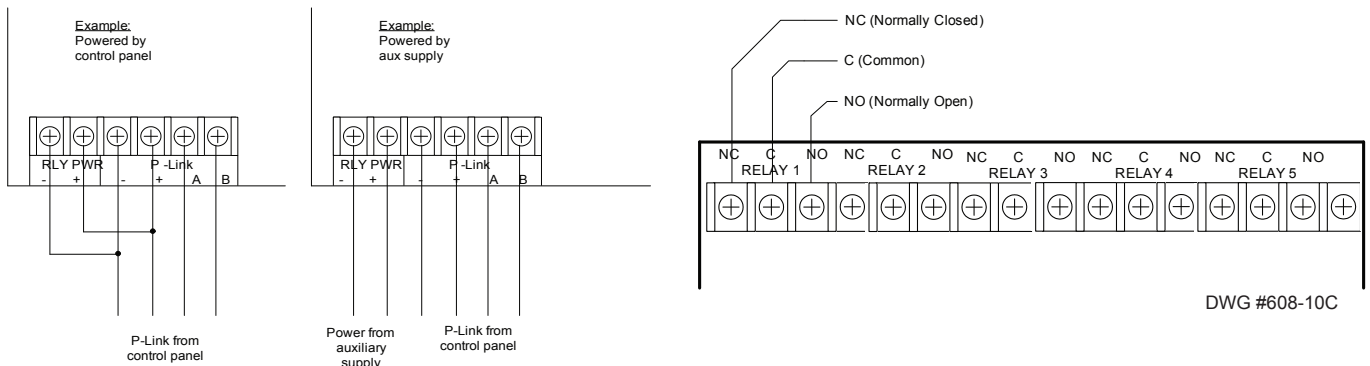 Example:
Powered by
control panel
RLY PWR P -Link
- + - + A B
P-Link from
control panel
Example:
Powered by
aux supply
RLY PWR P -Link
- + - + A B
Power from
auxiliary
supply
P-Link from
control panel
NC (Normally Closed)
C (Common)
NO (Normally Open)
NC C NO NC C NO NC C NO NC C NO NC C NO
RELAY 1 RELAY 2 RELAY 3 RELAY 4 RELAY 5
DWG #608-10C